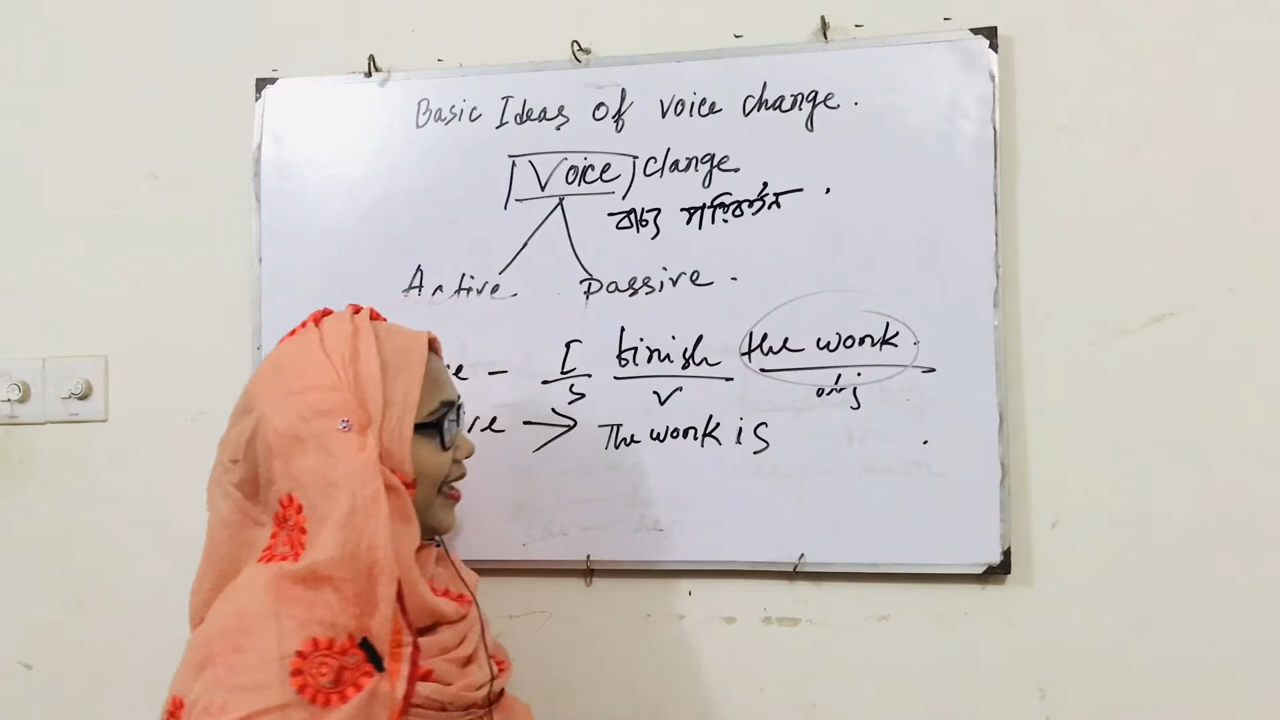 Basic Ideas of voice change.
Voice change
বাচ্য পরিবর্তন
Active. Passive.
- I finish the work.
S V obj
→ The work is .